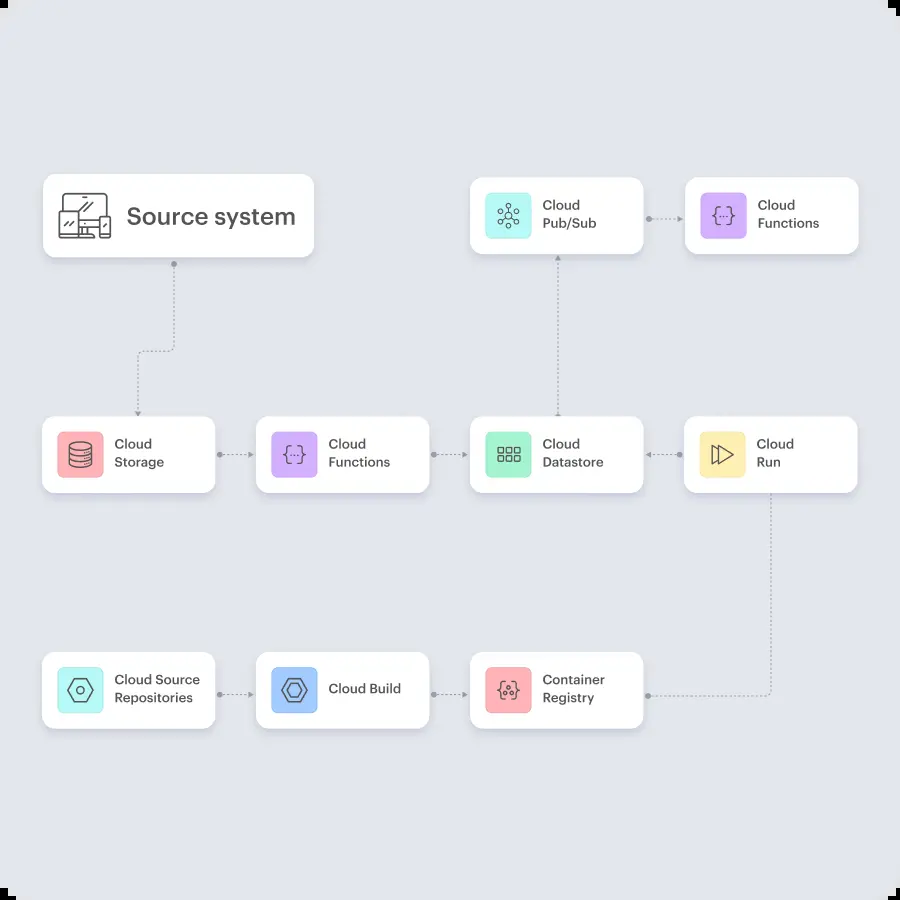 Source system
Cloud
Pub/Sub
Cloud
Functions
Cloud
Storage
Cloud
Functions
Cloud
Datastore
Cloud
Run
Cloud Source
Repositories
Cloud Build
Container
Registry